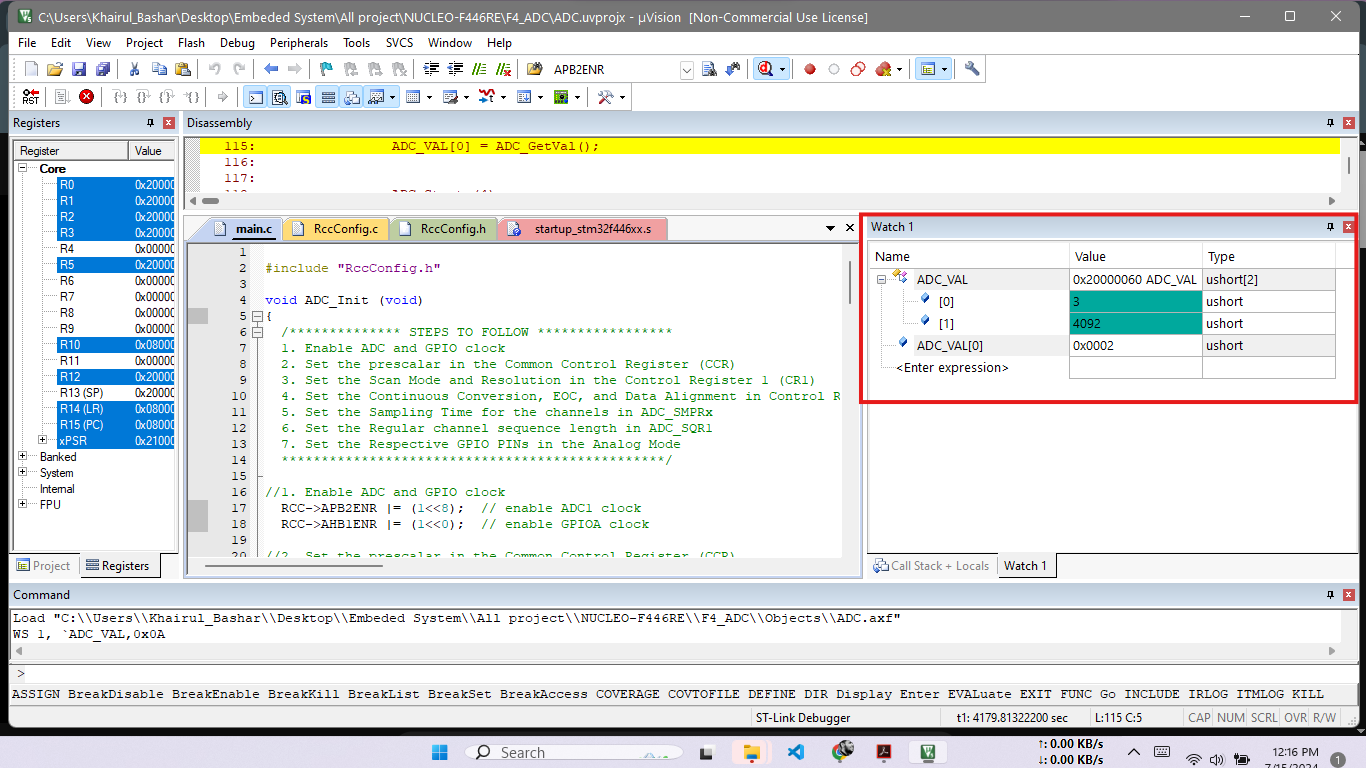 C:\Users\Khairul_Bashar\Desktop\Embeded System\All project\NUCLEO-F446RE\F4_ADC\ADC.uvprojx - µVision [Non-Commercial Use License]
File Edit View Project Flash Debug Peripherals Tools SVCS Window Help
APB2ENR
RST
Registers
Register Value
Core
R0 0x20000
R1 0x20000
R2 0x20000
R3 0x20000
R4 0x00000
R5 0x20000
R6 0x00000
R7 0x00000
R8 0x00000
R9 0x00000
R10 0x08000
R11 0x00000
R12 0x20000
R13 (SP) 0x20000
R14 (LR) 0x08000
R15 (PC) 0x08000
xPSR 0x21000
Banked
System
Internal
FPU
Project Registers
Disassembly
115: ADC_VAL[0] = ADC_GetVal();
116:
117:
main.c RccConfig.c RccConfig.h startup_stm32f446xx.s
1
2 #include "RccConfig.h"
3
4 void ADC_Init (void)
5 {
6 /************** STEPS TO FOLLOW *****************
7 1. Enable ADC and GPIO clock
8 2. Set the prescalar in the Common Control Register (CCR)
9 3. Set the Scan Mode and Resolution in the Control Register 1 (CR1)
10 4. Set the Continuous Conversion, EOC, and Data Alignment in Control R
11 5. Set the Sampling Time for the channels in ADC_SMPRx
12 6. Set the Regular channel sequence length in ADC_SQR1
13 7. Set the Respective GPIO PINs in the Analog Mode
14 ************************************************/
15
16 //1. Enable ADC and GPIO clock
17 RCC->APB2ENR |= (1<<8); // enable ADC1 clock
18 RCC->AHB1ENR |= (1<<0); // enable GPIOA clock
19
20 //2. Set the prescalar in the Common Control Register (CCR)
Watch 1
Name Value Type
ADC_VAL 0x20000060 ADC_VAL ushort[2]
[0] 3 ushort
[1] 4092 ushort
ADC_VAL[0] 0x0002 ushort
<Enter expression>
Call Stack + Locals Watch 1
Command
Load "C:\\Users\\Khairul_Bashar\\Desktop\\Embeded System\\All project\\NUCLEO-F446RE\\F4_ADC\\Objects\\ADC.axf"
WS 1, `ADC_VAL,0x0A
>
ASSIGN BreakDisable BreakEnable BreakKill BreakList BreakSet BreakAccess COVERAGE COVTOFILE DEFINE DIR Display Enter EVALuate EXIT FUNC Go INCLUDE IRLOG ITMLOG KILL
ST-Link Debugger t1: 4179.81322200 sec L:115 C:5 CAP NUM SCRL OVR R/W
Search
↑: 0.00 KB/s
↓: 0.00 KB/s
12:16 PM
7/15/2024
1